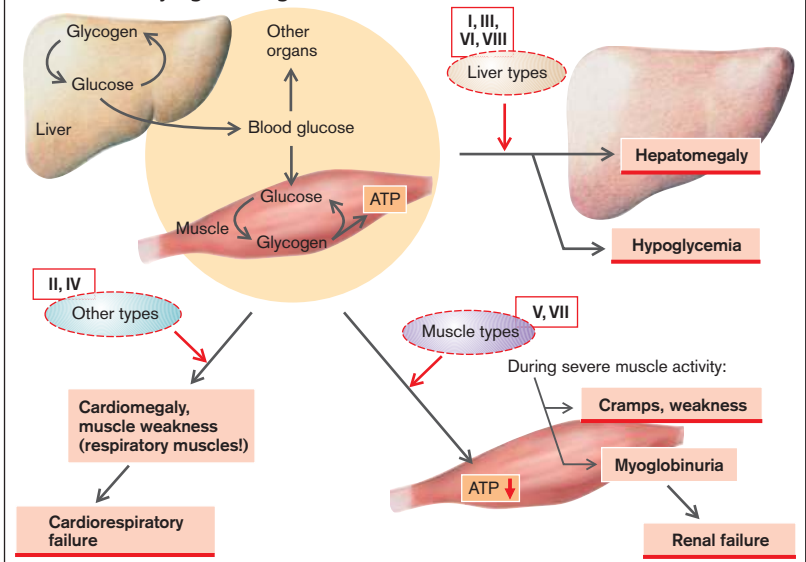 Glycogen
Glucose
Liver
Other
organs
Blood glucose
Glucose
Muscle
Glycogen
ATP
I, III,
VI, VIII
Liver types
Hepatomegaly
Hypoglycemia
II, IV
Other types
Cardiomegaly,
muscle weakness
(respiratory muscles!)
Cardiorespiratory
failure
V, VII
Muscle types
During severe muscle activity:
Cramps, weakness
ATP
Myoglobinuria
Renal failure